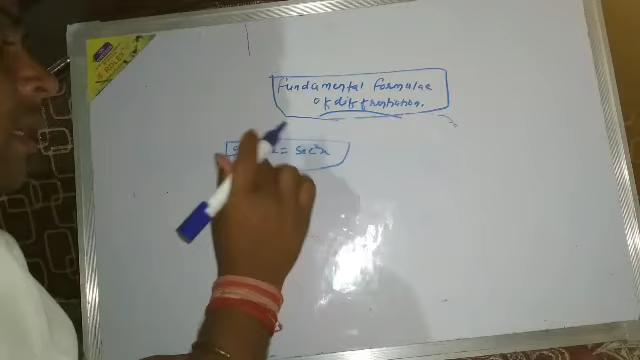 Fundamental formulae
of differentiation.
= sec²x